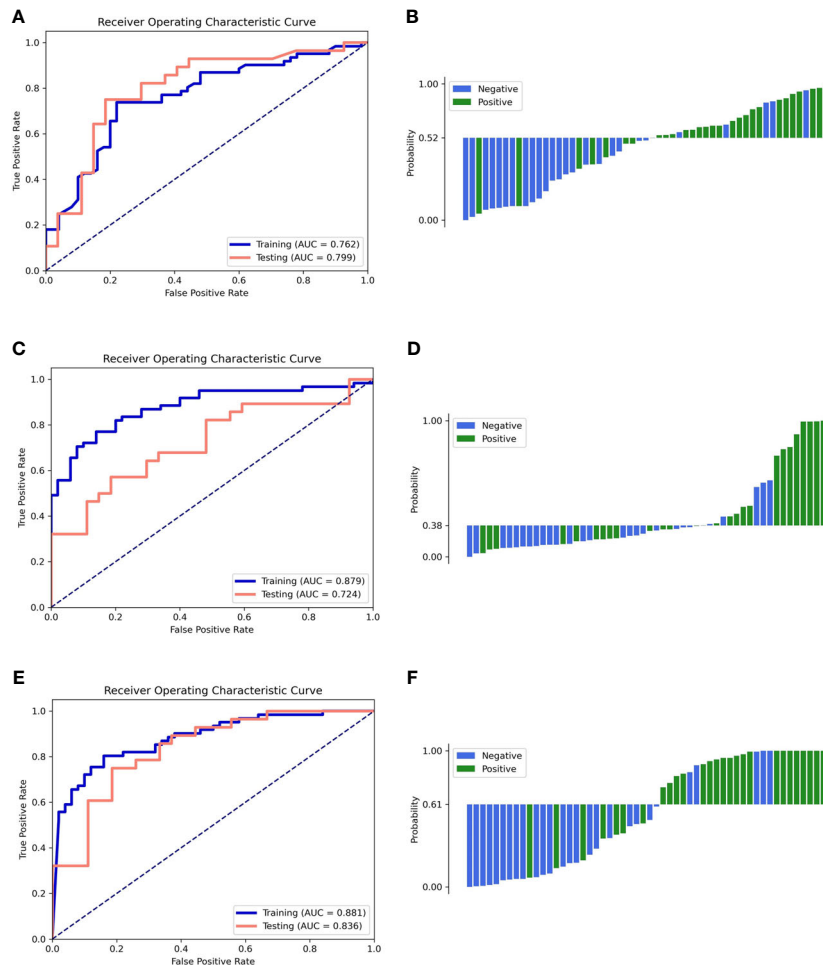 A
Receiver Operating Characteristic Curve
1.0
0.8
0.6
0.4
0.2
0.0
True Positive Rate
Training (AUC = 0.762)
Testing (AUC = 0.799)
0.0 0.2 0.4 0.6 0.8 1.0
False Positive Rate
B
Negative
Positive
1.00
0.52
0.00
Probability
C
Receiver Operating Characteristic Curve
1.0
0.8
0.6
0.4
0.2
0.0
True Positive Rate
Training (AUC = 0.879)
Testing (AUC = 0.724)
0.0 0.2 0.4 0.6 0.8 1.0
False Positive Rate
D
Negative
Positive
1.00
0.38
0.00
Probability
E
Receiver Operating Characteristic Curve
1.0
0.8
0.6
0.4
0.2
0.0
True Positive Rate
Training (AUC = 0.881)
Testing (AUC = 0.836)
0.0 0.2 0.4 0.6 0.8 1.0
False Positive Rate
F
Negative
Positive
1.00
0.61
0.00
Probability